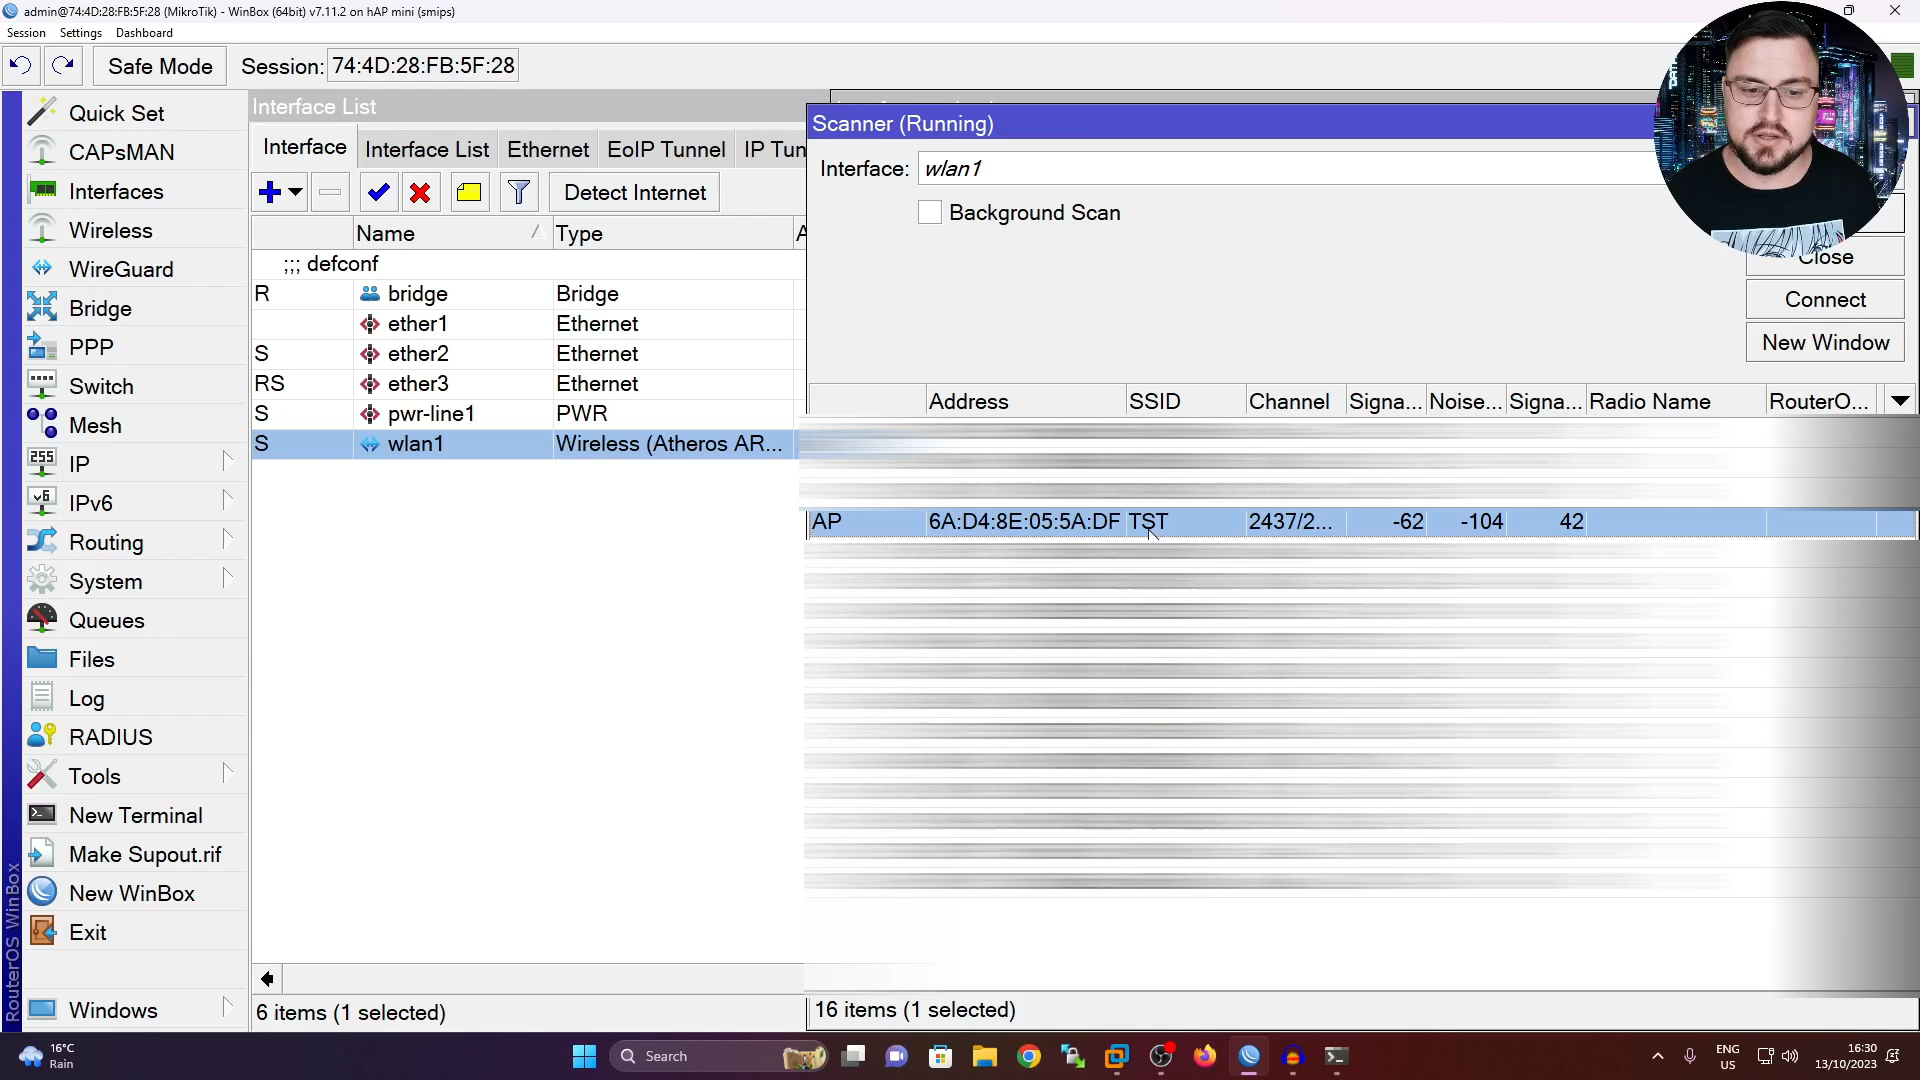 admin@74:4D:28:FB:5F:28 (MikroTik) - WinBox (64bit) v7.11.2 on hAP mini (smips)
Session Settings Dashboard
Safe Mode Session: 74:4D:28:FB:5F:28
Quick Set
CAPsMAN
Interfaces
Wireless
WireGuard
Bridge
PPP
Switch
Mesh
IP
IPv6
Routing
System
Queues
Files
Log
RADIUS
Tools
New Terminal
Make Supout.rif
New WinBox
Exit
Windows
RouterOS WinBox
Interface List
Interface Interface List Ethernet EoIP Tunnel IP Tun
Detect Internet
Name Type A
;;; defconf
R bridge Bridge
ether1 Ethernet
S ether2 Ethernet
RS ether3 Ethernet
S pwr-line1 PWR
S wlan1 Wireless (Atheros AR...
6 items (1 selected)
Scanner (Running)
Interface: wlan1
Background Scan
Close
Connect
New Window
Address SSID Channel Signa... Noise... Signa... Radio Name RouterO...
AP 6A:D4:8E:05:5A:DF TST 2437/2... -62 -104 42
16 items (1 selected)
16°C
Rain
Search
ENG
US
16:30
13/10/2023